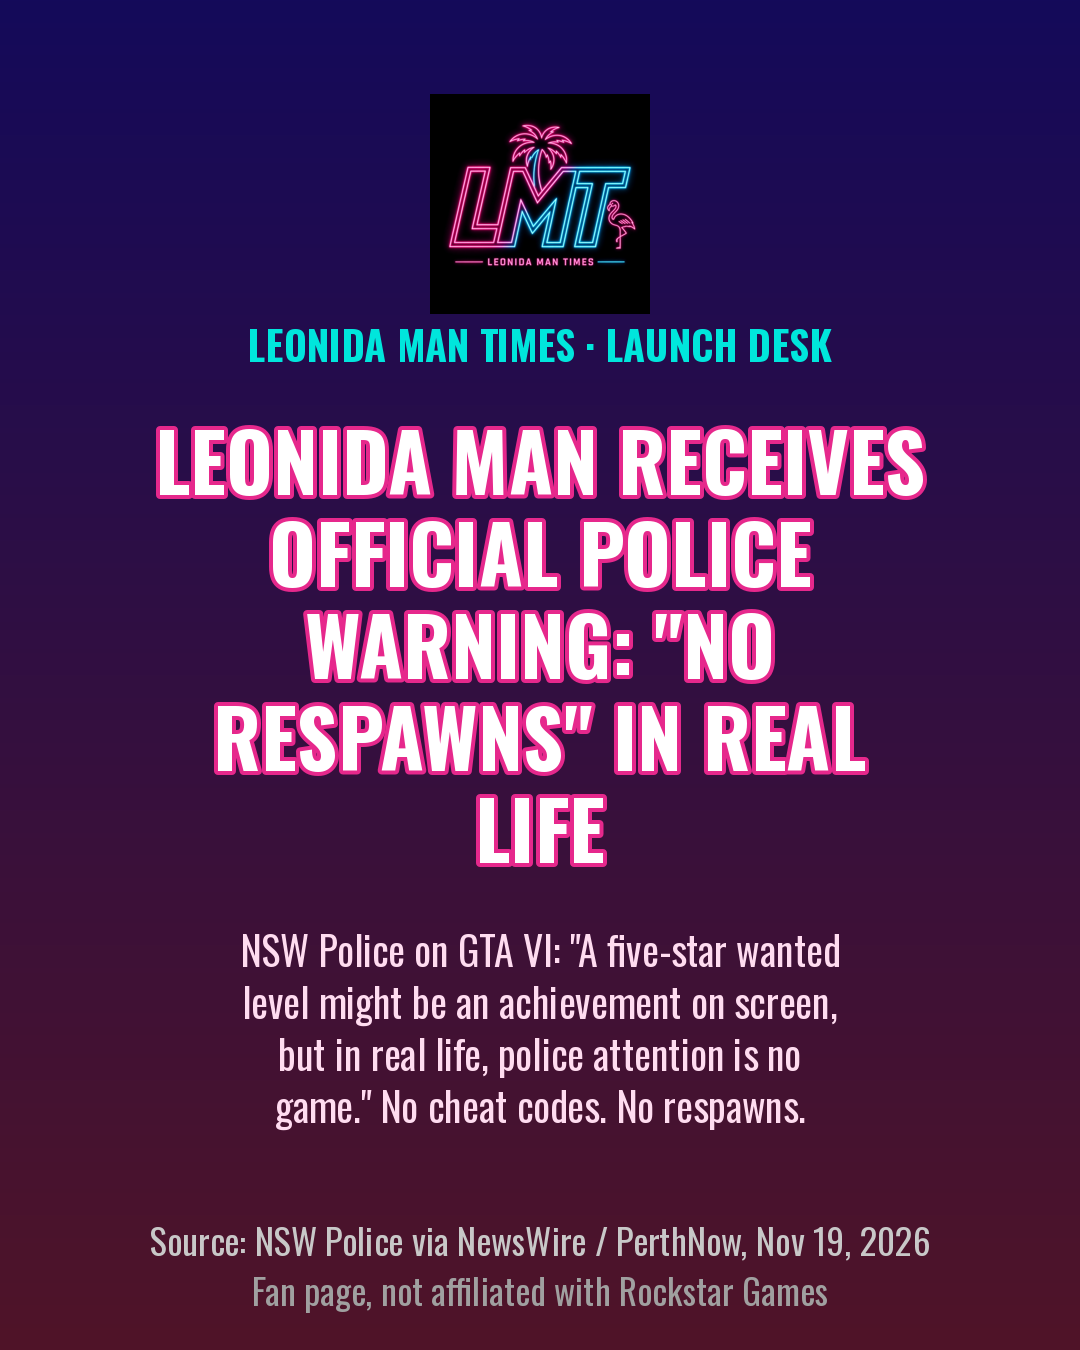 LMT
LEONIDA MAN TIMES
LEONIDA MAN TIMES · LAUNCH DESK
LEONIDA MAN RECEIVES
OFFICIAL POLICE
WARNING: "NO
RESPAWNS" IN REAL
LIFE
NSW Police on GTA VI: "A five-star wanted
level might be an achievement on screen,
but in real life, police attention is no
game." No cheat codes. No respawns.
Source: NSW Police via NewsWire / PerthNow, Nov 19, 2026
Fan page, not affiliated with Rockstar Games